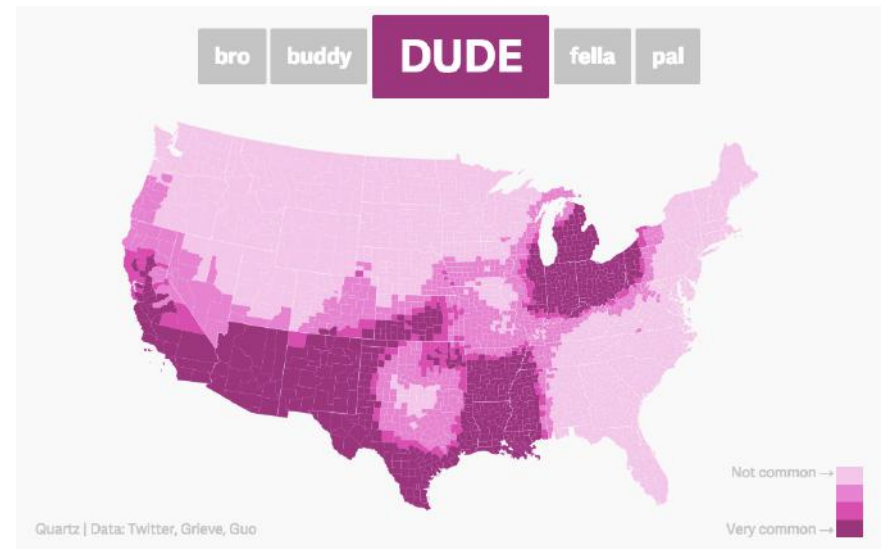 bro buddy DUDE fella pal
Not common →
Very common →
Quartz | Data: Twitter, Grieve, Guo